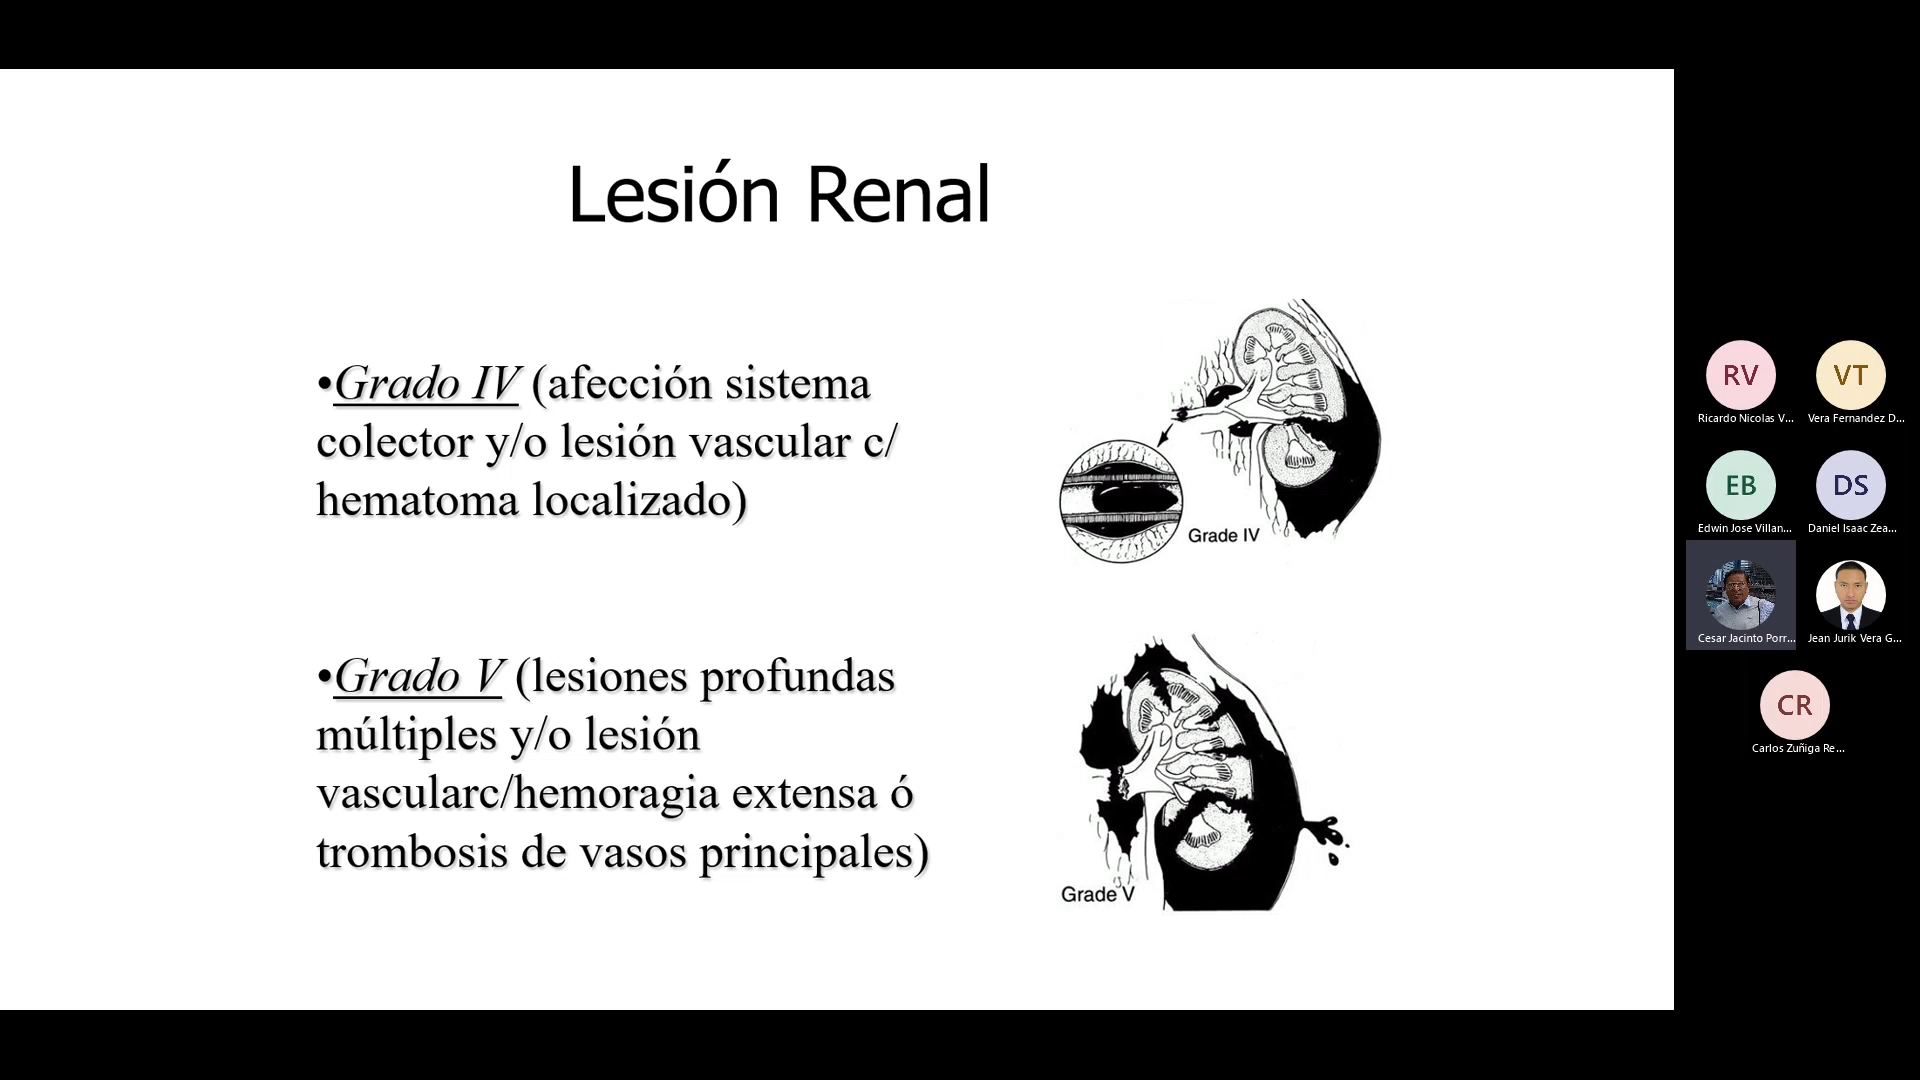 Lesión Renal
•Grado IV (afección sistema
colector y/o lesión vascular c/
hematoma localizado)
Grade IV
•Grado V (lesiones profundas
múltiples y/o lesión
vascularc/hemoragia extensa ó
trombosis de vasos principales)
Grade V
RV
Ricardo Nicolas V...
VT
Vera Fernandez D...
EB
Edwin Jose Villan...
DS
Daniel Isaac Zea...
Cesar Jacinto Porr...
Jean Jurik Vera G...
CR
Carlos Zuñiga Re...